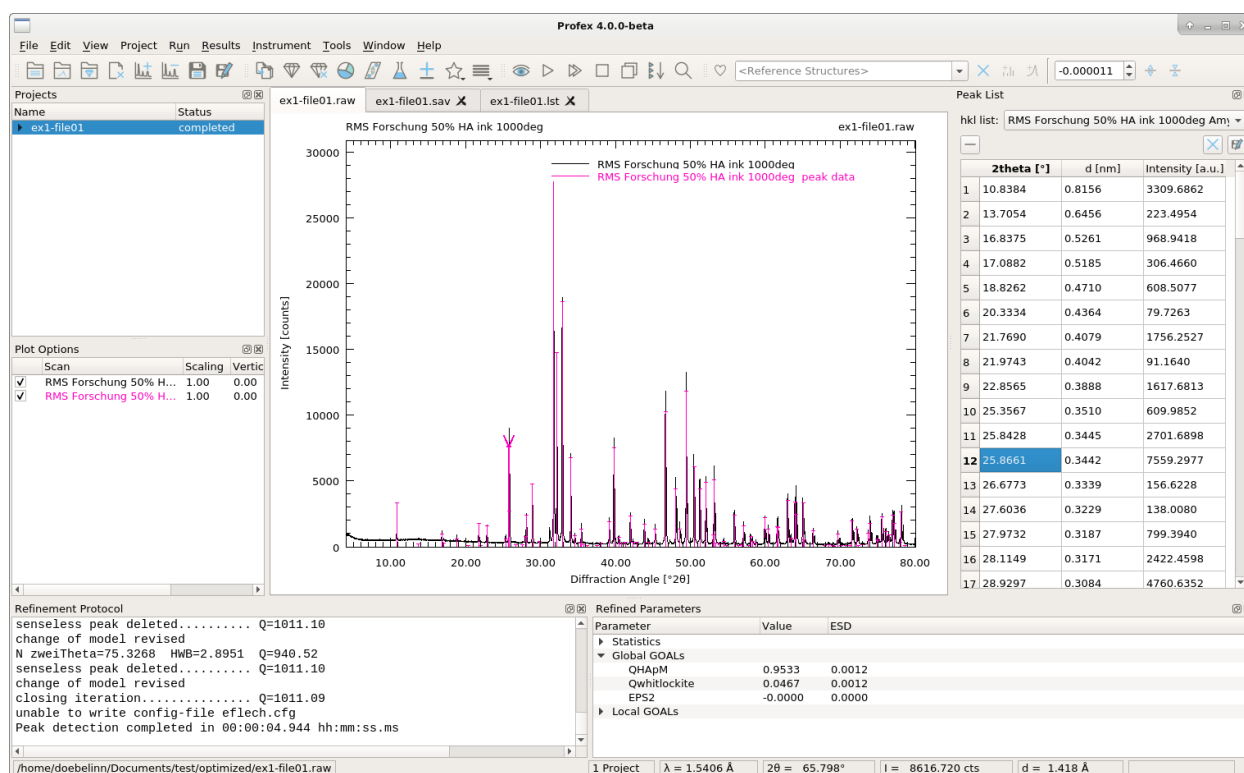 Profex 4.0.0-beta
File Edit View Project Run Results Instrument Tools Window Help
<Reference Structures>
-0.000011
Projects
Name Status
ex1-file01 completed
Plot Options
Scan Scaling Vertic
RMS Forschung 50% H... 1.00 0.00
RMS Forschung 50% H... 1.00 0.00
ex1-file01.raw ex1-file01.sav ex1-file01.lst
RMS Forschung 50% HA ink 1000deg ex1-file01.raw
RMS Forschung 50% HA ink 1000deg
RMS Forschung 50% HA ink 1000deg peak data
Intensity [counts]
30000
25000
20000
15000
10000
5000
0
10.00 20.00 30.00 40.00 50.00 60.00 70.00 80.00
Diffraction Angle [°2θ]
Peak List
hkl list: RMS Forschung 50% HA ink 1000deg Amy
2theta [°] d [nm] Intensity [a.u.]
1 10.8384 0.8156 3309.6862
2 13.7054 0.6456 223.4954
3 16.8375 0.5261 968.9418
4 17.0882 0.5185 306.4660
5 18.8262 0.4710 608.5077
6 20.3334 0.4364 79.7263
7 21.7690 0.4079 1756.2527
8 21.9743 0.4042 91.1640
9 22.8565 0.3888 1617.6813
10 25.3567 0.3510 609.9852
11 25.8428 0.3445 2701.6898
12 25.8661 0.3442 7559.2977
13 26.6773 0.3339 156.6228
14 27.6036 0.3229 138.0080
15 27.9732 0.3187 799.3940
16 28.1149 0.3171 2422.4598
17 28.9297 0.3084 4760.6352
Refinement Protocol
senseless peak deleted.......... Q=1011.10
change of model revised
N zweiTheta=75.3268 HWB=2.8951 Q=940.52
senseless peak deleted.......... Q=1011.10
change of model revised
closing iteration............... Q=1011.09
unable to write config-file eflech.cfg
Peak detection completed in 00:00:04.944 hh:mm:ss.ms
Refined Parameters
Parameter Value ESD
Statistics
Global GOALs
QHApM 0.9533 0.0012
Qwhitlockite 0.0467 0.0012
EPS2 -0.0000 0.0000
Local GOALs
/home/doebelinn/Documents/test/optimized/ex1-file01.raw 1 Project λ = 1.5406 Å 2θ = 65.798° I = 8616.720 cts d = 1.418 Å